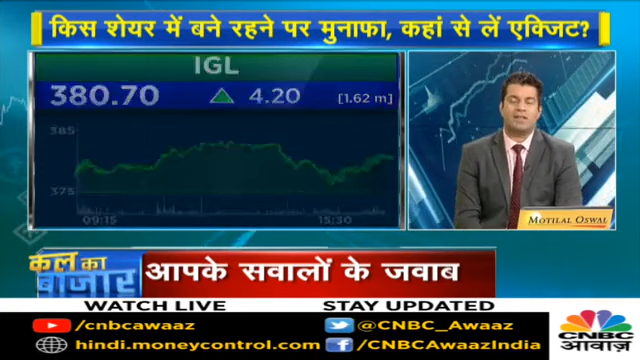 किस शेयर में बने रहने पर मुनाफा, कहां से लें एक्जिट?
IGL
380.70 ▲ 4.20 [1.62 m]
385
375
09:15 15:30
MOTILAL OSWAL
कल का
बाजार
आपके सवालों के जवाब
WATCH LIVE STAY UPDATED
/cnbcawaaz @CNBC_Awaaz
hindi.moneycontrol.com /CNBCAwaazIndia
CNBC
आवाज़